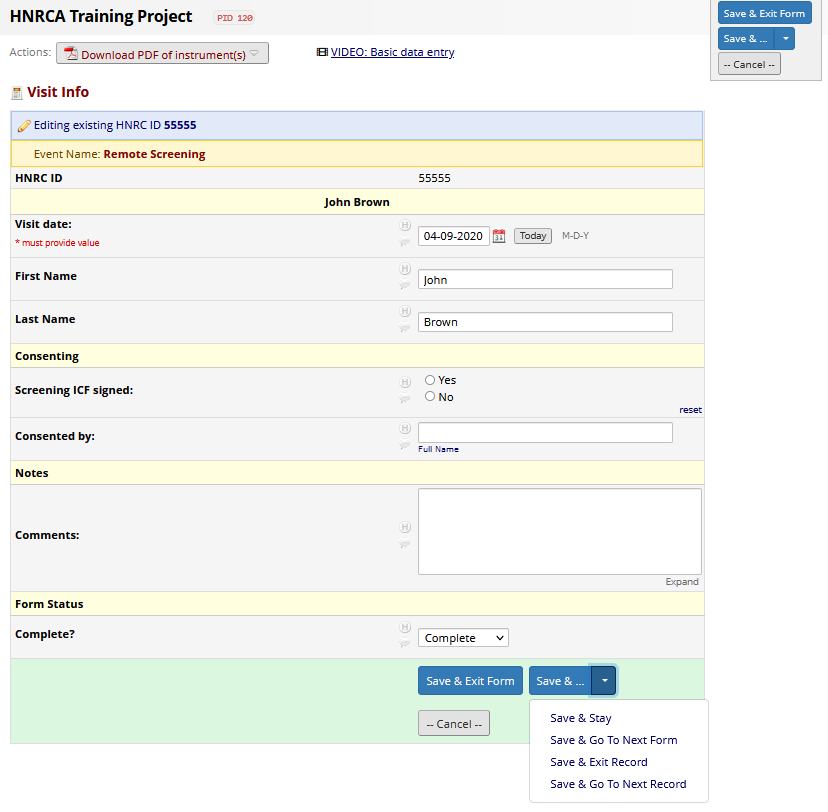 HNRCA Training Project PID 120
Save & Exit Form
Save & ...
-- Cancel --
Actions: Download PDF of instrument(s) VIDEO: Basic data entry
Visit Info
Editing existing HNRC ID 55555
Event Name: Remote Screening
HNRC ID 55555
John Brown
Visit date:
* must provide value
H
04-09-2020 31 Today M-D-Y
First Name H John
Last Name H Brown
Consenting
Screening ICF signed: H
Yes
No
reset
Consented by: H
Full Name
Notes
Comments: H
Expand
Form Status
Complete? H Complete
Save & Exit Form Save & ...
-- Cancel --
Save & Stay
Save & Go To Next Form
Save & Exit Record
Save & Go To Next Record